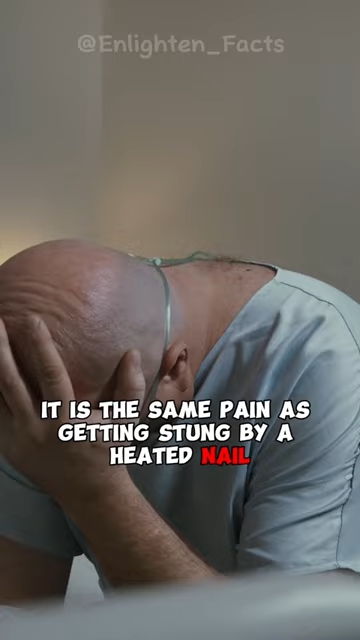 @Enlighten_Facts
IT IS THE SAME PAIN AS
GETTING STUNG BY A
HEATED NAIL